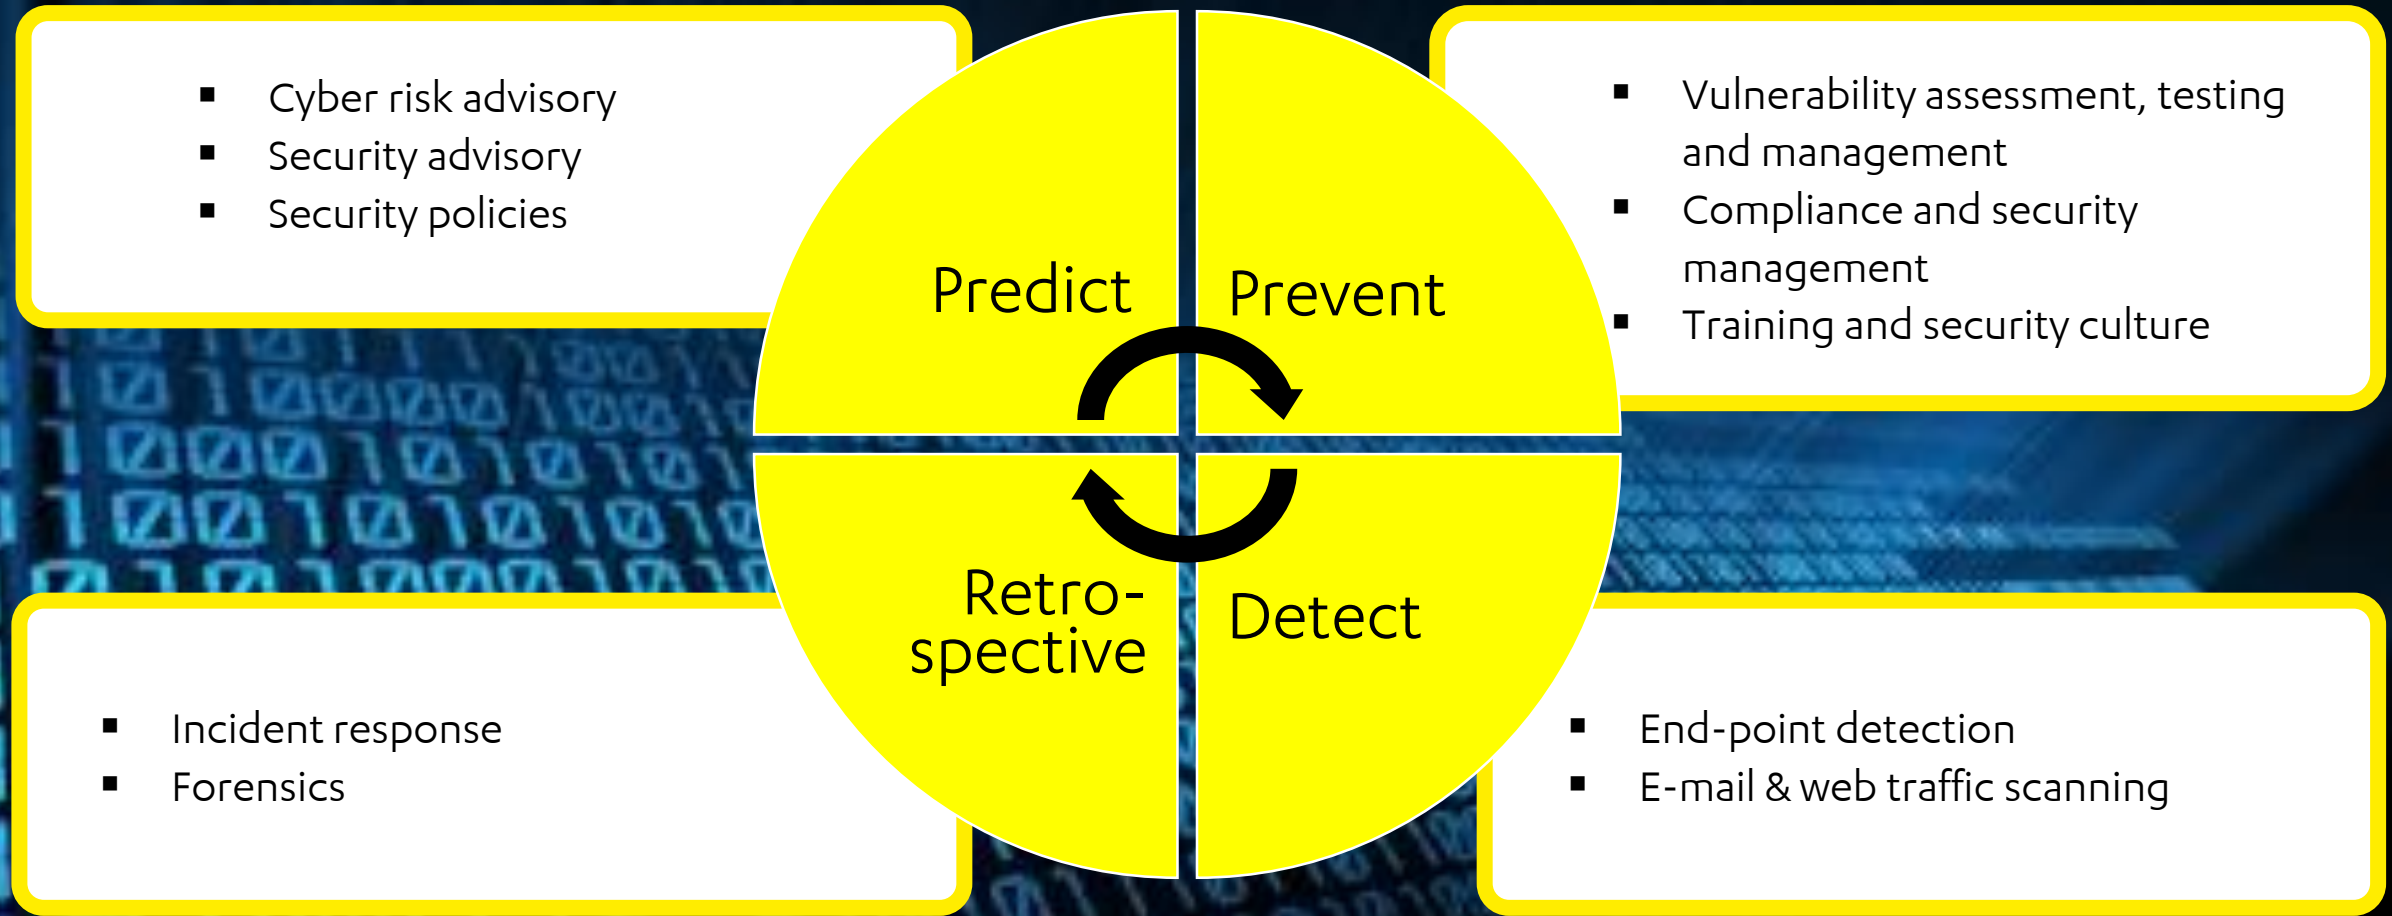 ▪ Cyber risk advisory
▪ Security advisory
▪ Security policies
Predict
Prevent
▪ Vulnerability assessment, testing
and management
▪ Compliance and security
management
▪ Training and security culture
Retro-
spective
Detect
▪ Incident response
▪ Forensics
▪ End-point detection
▪ E-mail & web traffic scanning